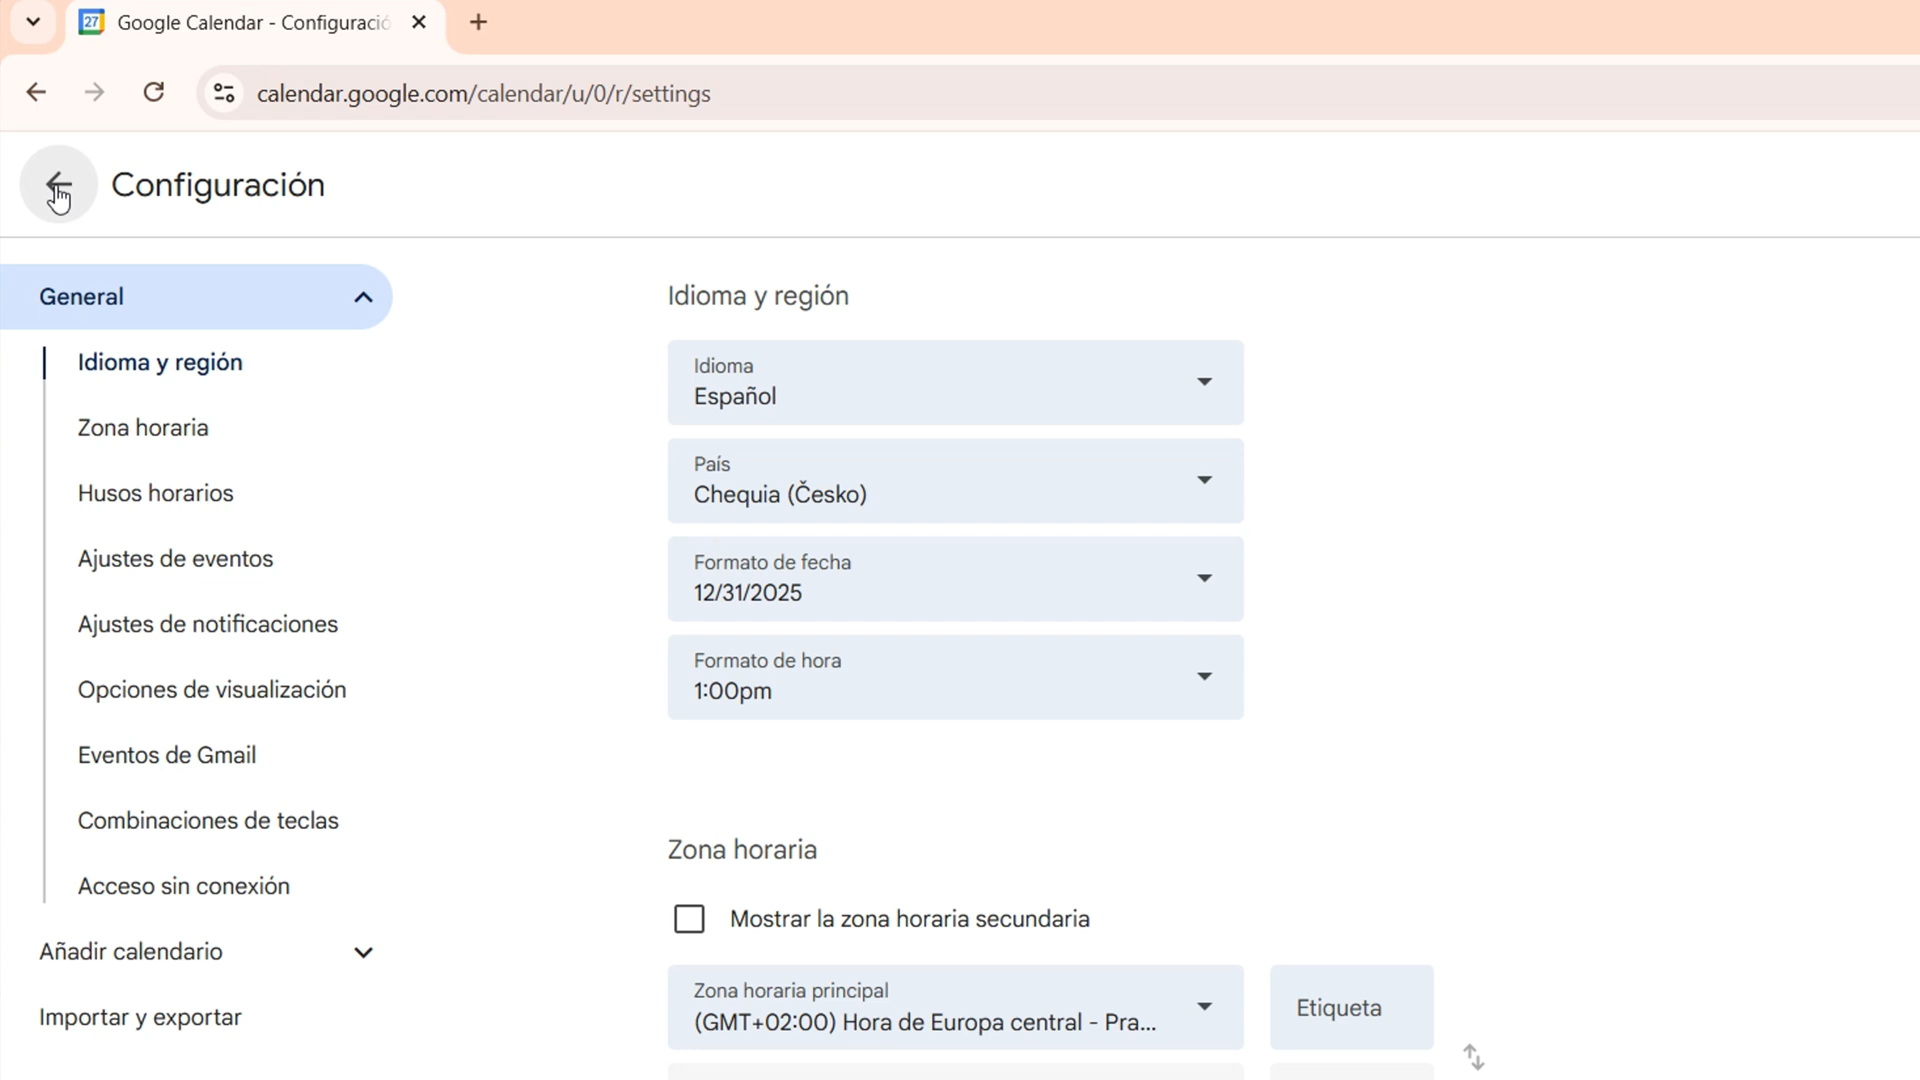 27
Google Calendar - Configuració
calendar.google.com/calendar/u/0/r/settings
Configuración
General
Idioma y región
Zona horaria
Husos horarios
Ajustes de eventos
Ajustes de notificaciones
Opciones de visualización
Eventos de Gmail
Combinaciones de teclas
Acceso sin conexión
Añadir calendario
Importar y exportar
Idioma y región
Idioma
Español
País
Chequia (Česko)
Formato de fecha
12/31/2025
Formato de hora
1:00pm
Zona horaria
Mostrar la zona horaria secundaria
Zona horaria principal
(GMT+02:00) Hora de Europa central - Pra...
Etiqueta